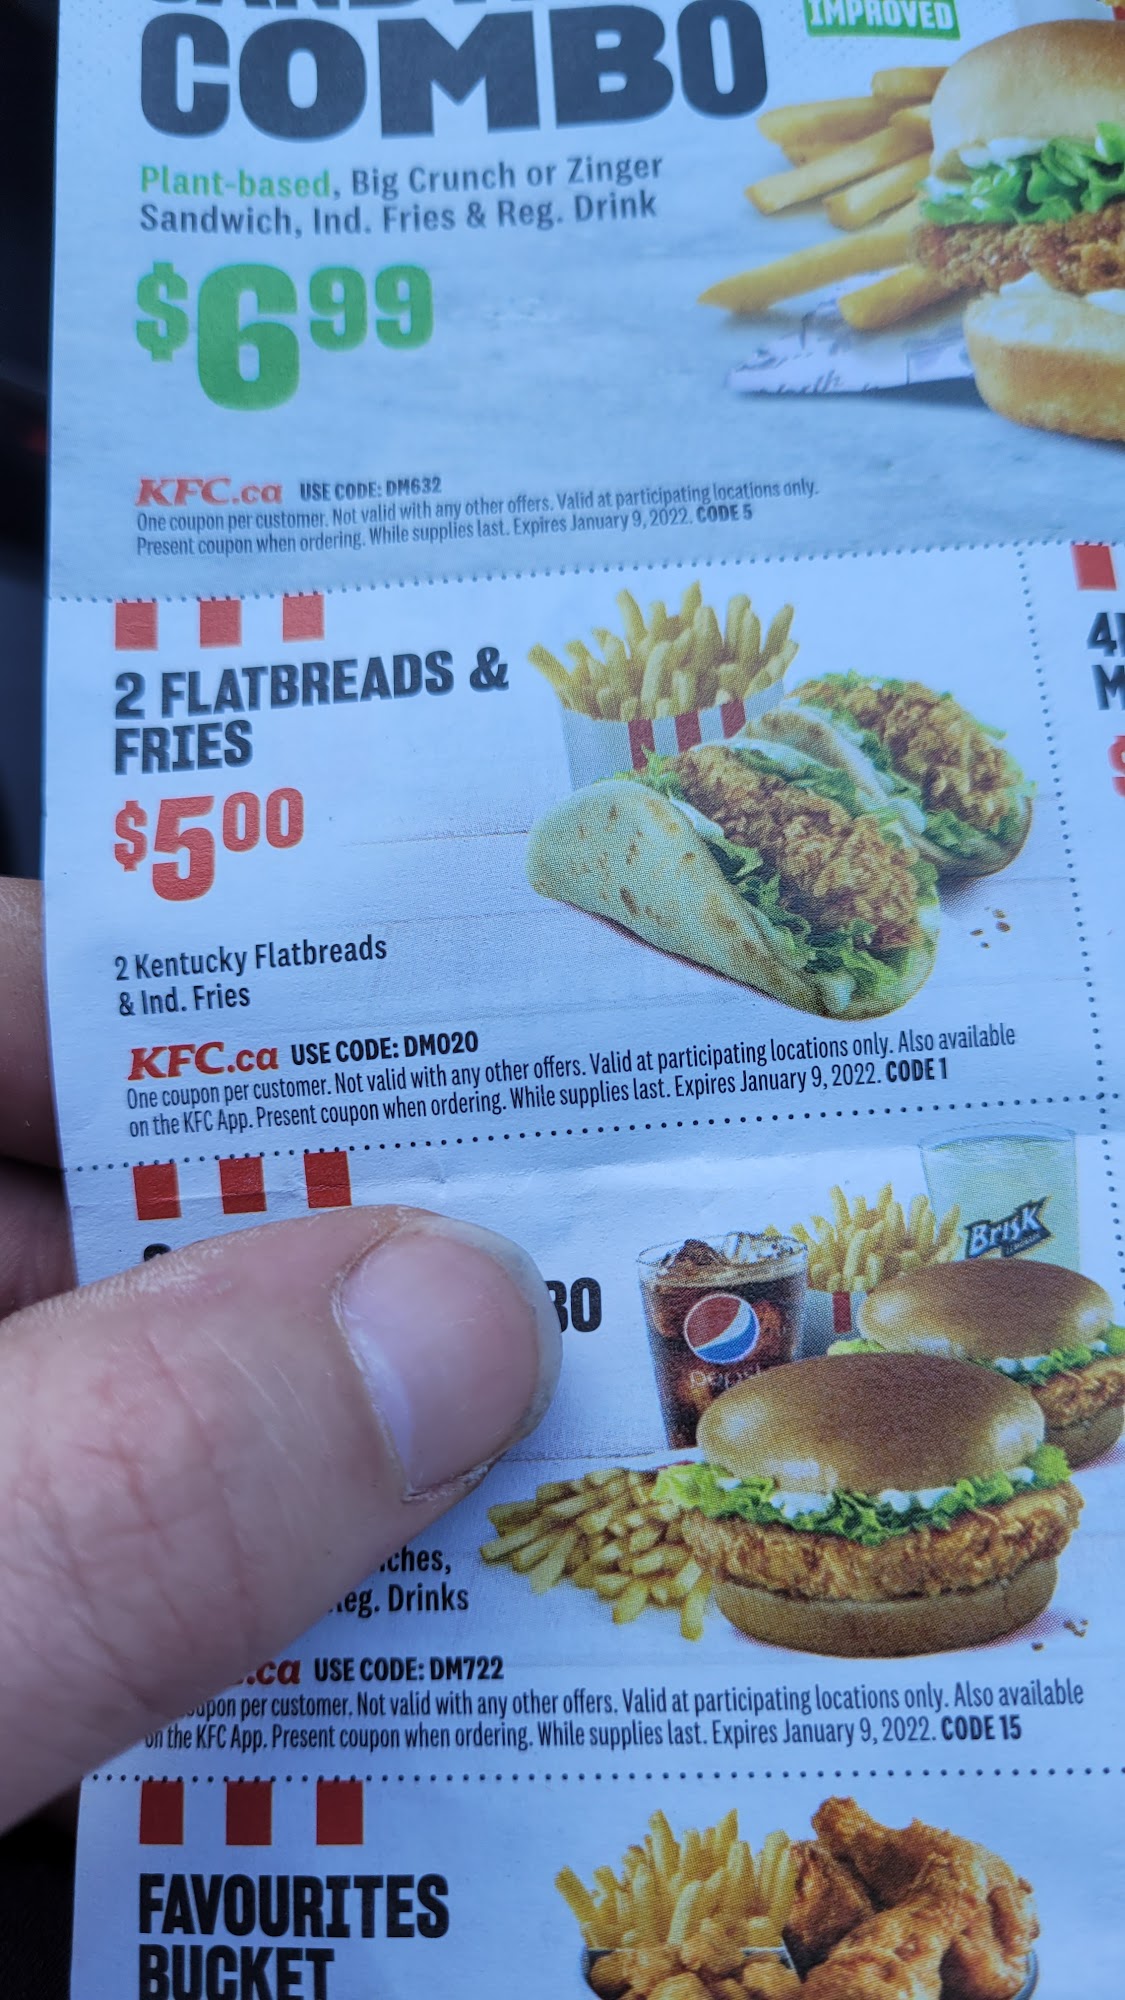 COMBO
IMPROVED
Plant-based, Big Crunch or Zinger
Sandwich, Ind. Fries & Reg. Drink
$6.99
KFC.ca USE CODE: DM632
One coupon per customer. Not valid with any other offers. Valid at participating locations only.
Present coupon when ordering. While supplies last. Expires January 9, 2022. CODE 5
2 FLATBREADS &
FRIES
$5.00
2 Kentucky Flatbreads
& Ind. Fries
KFC.ca USE CODE: DM020
One coupon per customer. Not valid with any other offers. Valid at participating locations only. Also available
on the KFC App. Present coupon when ordering. While supplies last. Expires January 9, 2022. CODE 1
BRISK
BO
pepsi
ches,
eg. Drinks
.ca USE CODE: DM722
upon per customer. Not valid with any other offers. Valid at participating locations only. Also available
on the KFC App. Present coupon when ordering. While supplies last. Expires January 9, 2022. CODE 15
FAVOURITES
BUCKET